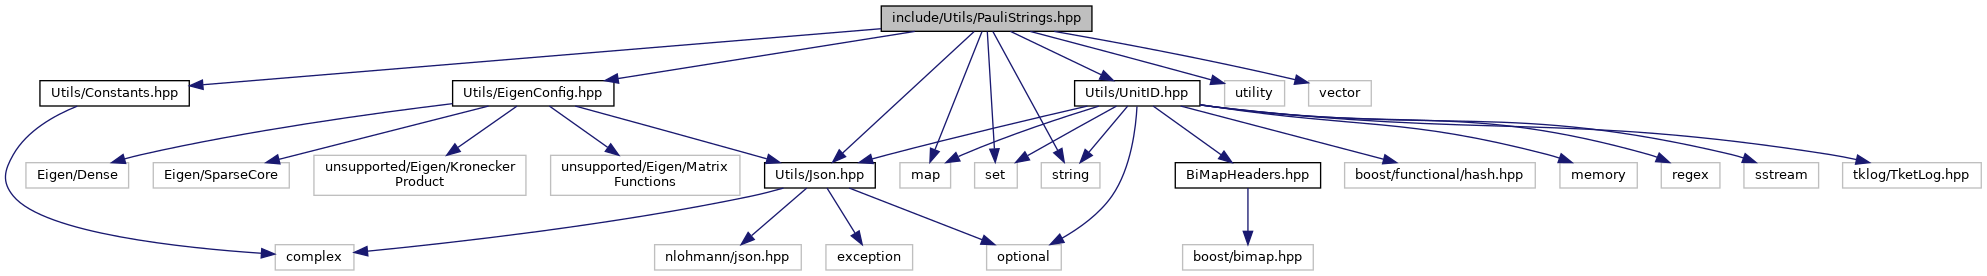 include/Utils/PauliStrings.hpp
Utils/Constants.hpp
Utils/EigenConfig.hpp
Utils/UnitID.hpp
utility
vector
Eigen/Dense
Eigen/SparseCore
unsupported/Eigen/Kronecker
Product
unsupported/Eigen/Matrix
Functions
Utils/Json.hpp
map
set
string
BiMapHeaders.hpp
boost/functional/hash.hpp
memory
regex
sstream
tklog/TketLog.hpp
complex
nlohmann/json.hpp
exception
optional
boost/bimap.hpp